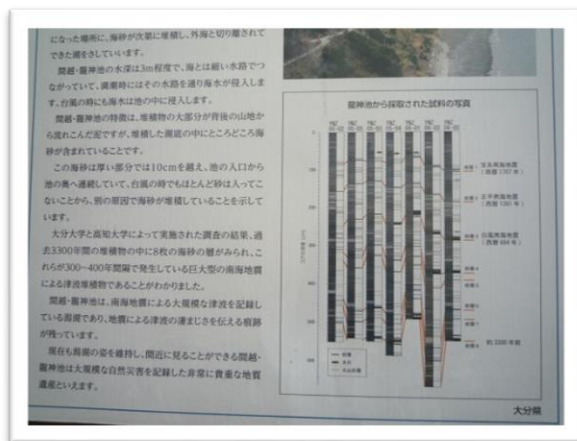 になった場所に、海砂が次第に堆積し、外海と切り離されて
できた湖をさしていいます。
間越・龍神池の水深は3m程度で、海とは細い水路でつ
ながっていて、満潮時にはその水路を通り海水が侵入しま
す。台風の時にも海水は池の中に侵入します。
間越・龍神池の特徴は、堆積物の大部分が背後の山地か
ら流れこんだ泥ですが、堆積した湖底の中にところどころ海
砂が含まれていることです。
この海砂は厚い部分では10cmを越え、池の入口から
池の奥へ連続していて、台風の時でもほとんど砂は入ってこ
ないことから、別の原因で海砂が堆積していることを示して
います。
大分大学と高知大学によって実施された調査の結果、過
去3300年間の堆積物の中に8枚の海砂の層がみられ、こ
れらが300~400年間隔で発生している巨大型の南海地震
による津波堆積物であることがわかりました。
間越・龍神池は、南海地震による大規模な津波を記録し
ている潟湖であり、地震による津波の凄まじさを伝える痕跡
が残っています。
現在も潟湖の姿を維持し、間近に見ることができる間越・
龍神池は大規模な自然災害を記録した非常に貴重な地質
遺産といえます。
龍神池から採取された試料の写真
宝永南海地震
(西暦1707年)
正平南海地震
(西暦1361年)
白鳳南海地震
(西暦684年)
約3300年前
大分県